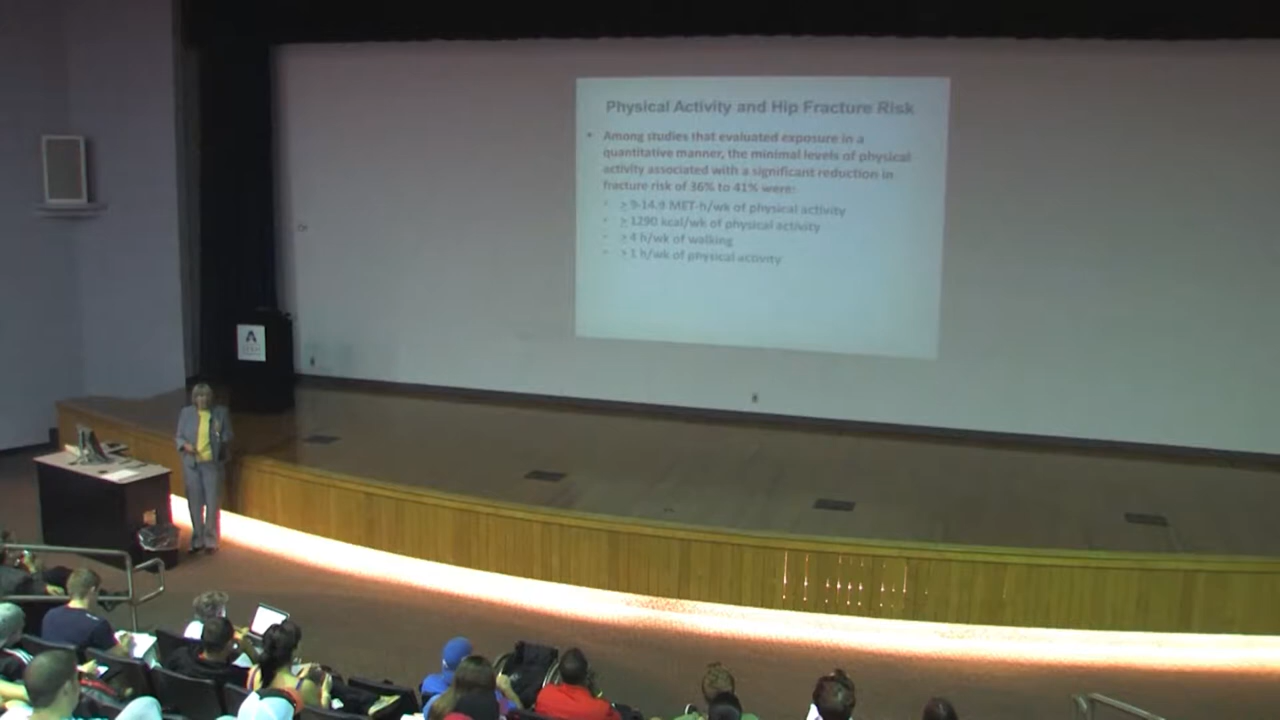 Physical Activity and Hip Fracture Risk
• Among studies that evaluated exposure in a
quantitative manner, the minimal levels of physical
activity associated with a significant reduction in
fracture risk of 36% to 41% were:
• ≥ 9-14.9 MET-h/wk of physical activity
• ≥ 1290 kcal/wk of physical activity
• ≥ 4 h/wk of walking
• ≥ 1 h/wk of physical activity